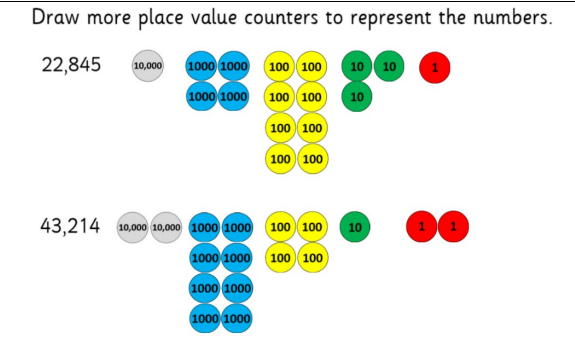 Draw more place value counters to represent the numbers.
22,845 10,000 1000 1000 100 100 10 10 1
1000 1000 100 100 10
100 100
100 100
43,214 10,000 10,000 1000 1000 100 100 10 1 1
1000 1000 100 100
1000 1000
1000 1000